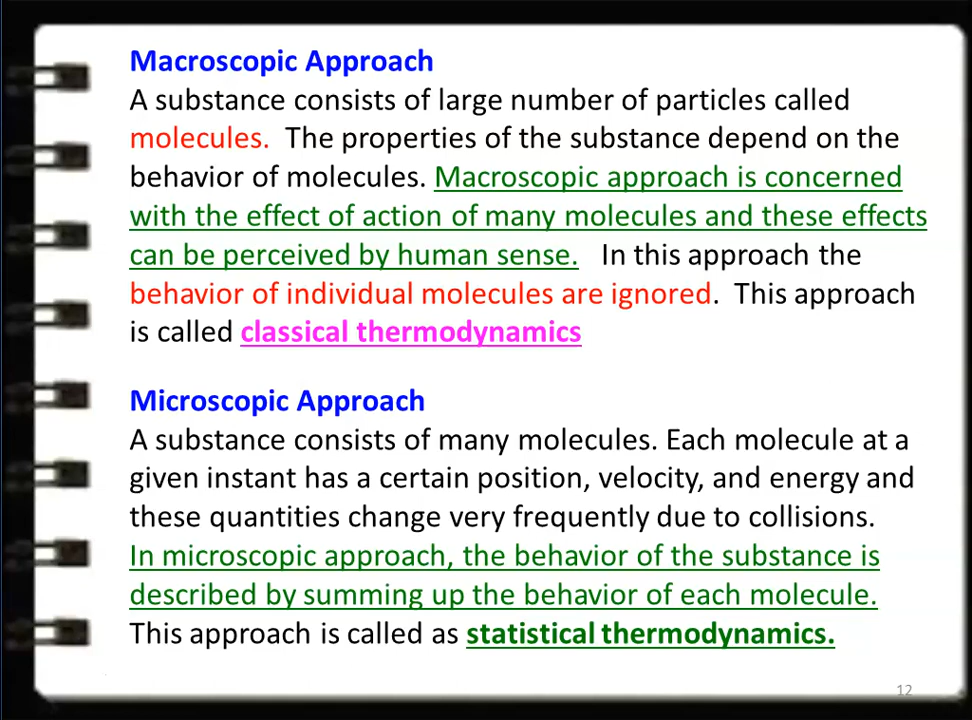 Macroscopic Approach
A substance consists of large number of particles called
molecules. The properties of the substance depend on the
behavior of molecules. Macroscopic approach is concerned
with the effect of action of many molecules and these effects
can be perceived by human sense. In this approach the
behavior of individual molecules are ignored. This approach
is called classical thermodynamics
Microscopic Approach
A substance consists of many molecules. Each molecule at a
given instant has a certain position, velocity, and energy and
these quantities change very frequently due to collisions.
In microscopic approach, the behavior of the substance is
described by summing up the behavior of each molecule.
This approach is called as statistical thermodynamics.
12